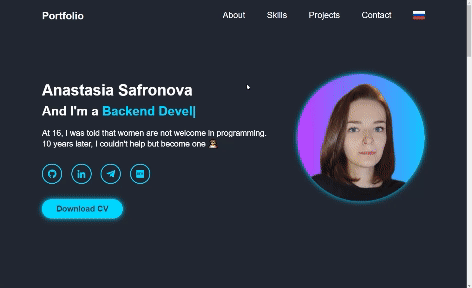 Portfolio
About Skills Projects Contact
Anastasia Safronova
And I'm a Backend Devel|
At 16, I was told that women are not welcome in programming.
10 years later, I couldn't help but become one 👩🏻‍💻
Download CV